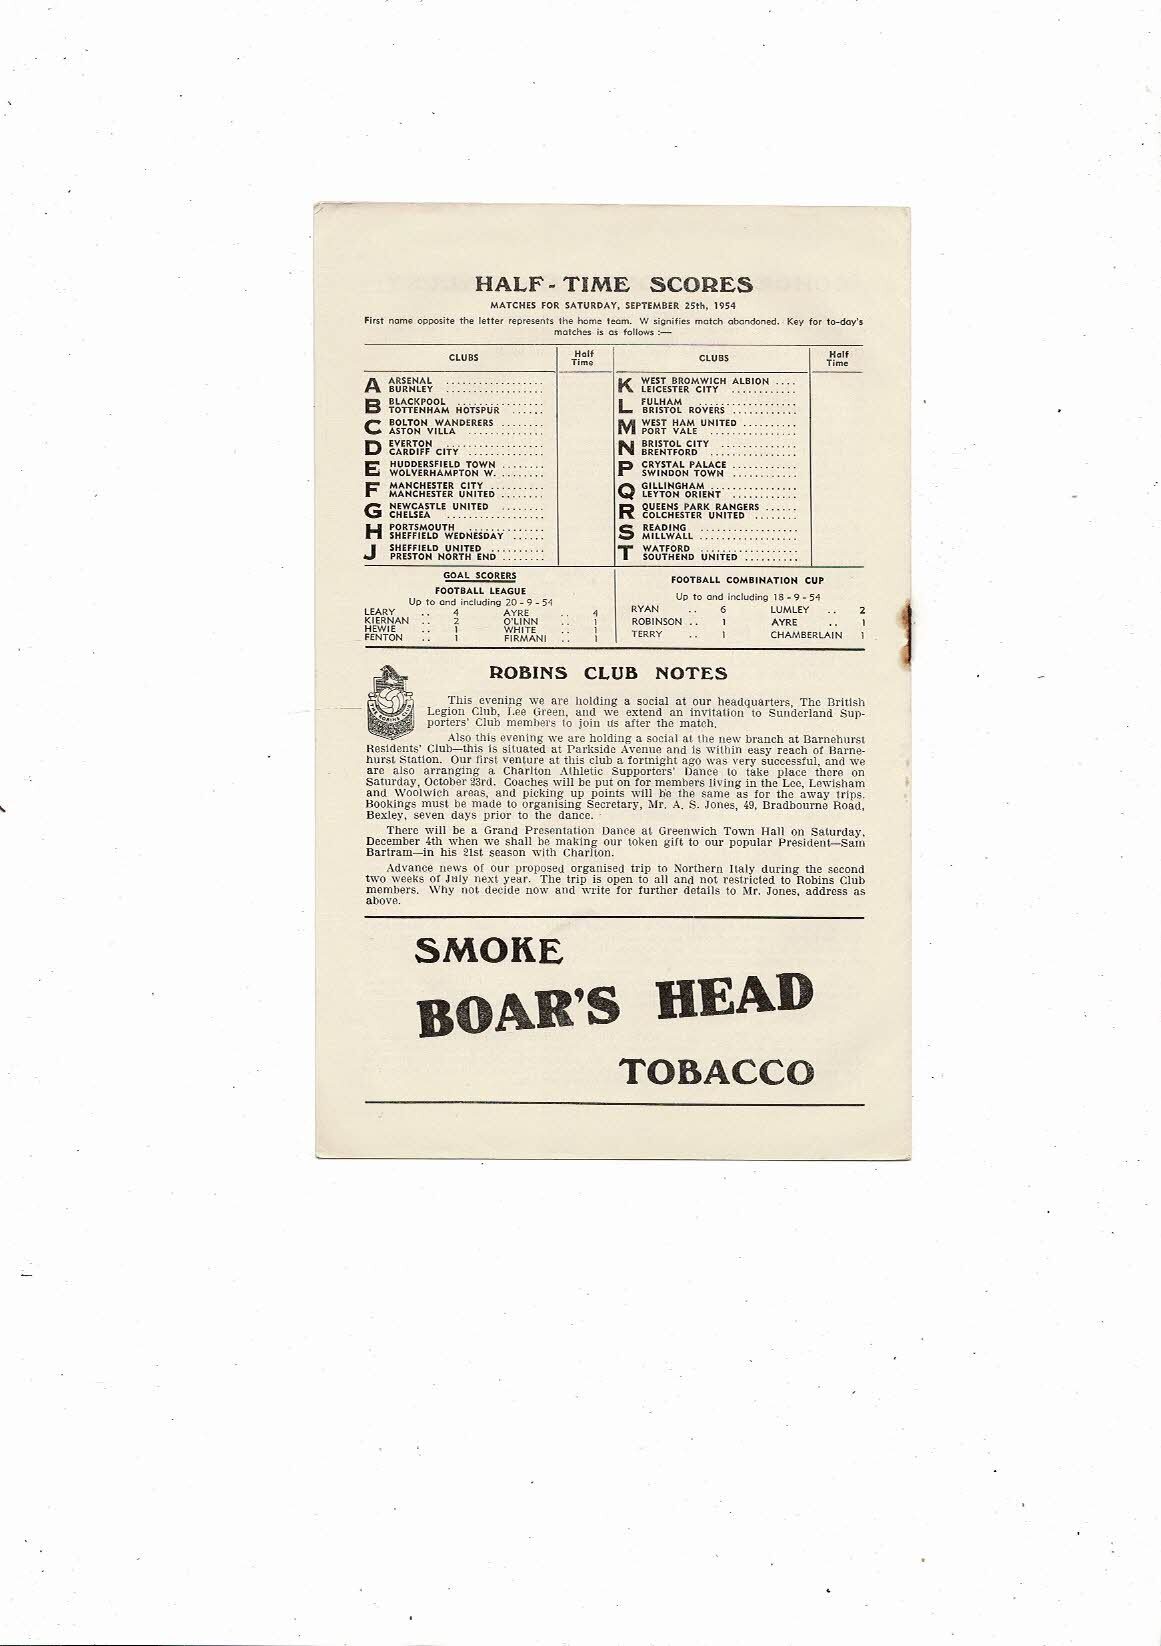 HALF - TIME SCORES
MATCHES FOR SATURDAY, SEPTEMBER 25th, 1954
First name opposite the letter represents the home team. W signifies match abandoned. Key for to-day's
matches is as follows :—
CLUBS Half Time
A ARSENAL ..................
BURNLEY ..................
B BLACKPOOL ................
TOTTENHAM HOTSPUR ......
C BOLTON WANDERERS ........
ASTON VILLA ..............
D EVERTON ..................
CARDIFF CITY ..............
E HUDDERSFIELD TOWN ........
WOLVERHAMPTON W. ........
F MANCHESTER CITY ..........
MANCHESTER UNITED ........
G NEWCASTLE UNITED ........
CHELSEA ..................
H PORTSMOUTH ..............
SHEFFIELD WEDNESDAY ......
J SHEFFIELD UNITED ..........
PRESTON NORTH END ........
CLUBS Half Time
K WEST BROMWICH ALBION ....
LEICESTER CITY ............
L FULHAM ..................
BRISTOL ROVERS ............
M WEST HAM UNITED ..........
PORT VALE ................
N BRISTOL CITY ..............
BRENTFORD ................
P CRYSTAL PALACE ............
SWINDON TOWN ............
Q GILLINGHAM ................
LEYTON ORIENT ............
R QUEENS PARK RANGERS ......
COLCHESTER UNITED ........
S READING ..................
MILLWALL ..................
T WATFORD ..................
SOUTHEND UNITED ..........
GOAL SCORERS
FOOTBALL LEAGUE
Up to and including 20 - 9 - 54
LEARY .. 4 AYRE .. 4
KIERNAN .. 2 O'LINN .. 1
HEWIE .. 1 WHITE .. 1
FENTON .. 1 FIRMANI .. 1
FOOTBALL COMBINATION CUP
Up to and including 18 - 9 - 54
RYAN .. 6 LUMLEY .. 2
ROBINSON .. 1 AYRE .. 1
TERRY .. 1 CHAMBERLAIN 1
ROBINS CLUB NOTES
This evening we are holding a social at our headquarters, The British
Legion Club, Lee Green, and we extend an invitation to Sunderland Sup-
porters' Club members to join us after the match.
Also this evening we are holding a social at the new branch at Barnehurst
Residents' Club—this is situated at Parkside Avenue and is within easy reach of Barne-
hurst Station. Our first venture at this club a fortnight ago was very successful, and we
are also arranging a Charlton Athletic Supporters' Dance to take place there on
Saturday, October 23rd. Coaches will be put on for members living in the Lee, Lewisham
and Woolwich areas, and picking up points will be the same as for the away trips.
Bookings must be made to organising Secretary, Mr. A. S. Jones, 49, Bradbourne Road,
Bexley, seven days prior to the dance.
There will be a Grand Presentation Dance at Greenwich Town Hall on Saturday,
December 4th when we shall be making our token gift to our popular President—Sam
Bartram—in his 21st season with Charlton.
Advance news of our proposed organised trip to Northern Italy during the second
two weeks of July next year. The trip is open to all and not restricted to Robins Club
members. Why not decide now and write for further details to Mr. Jones, address as
above.
SMOKE
BOAR'S HEAD
TOBACCO